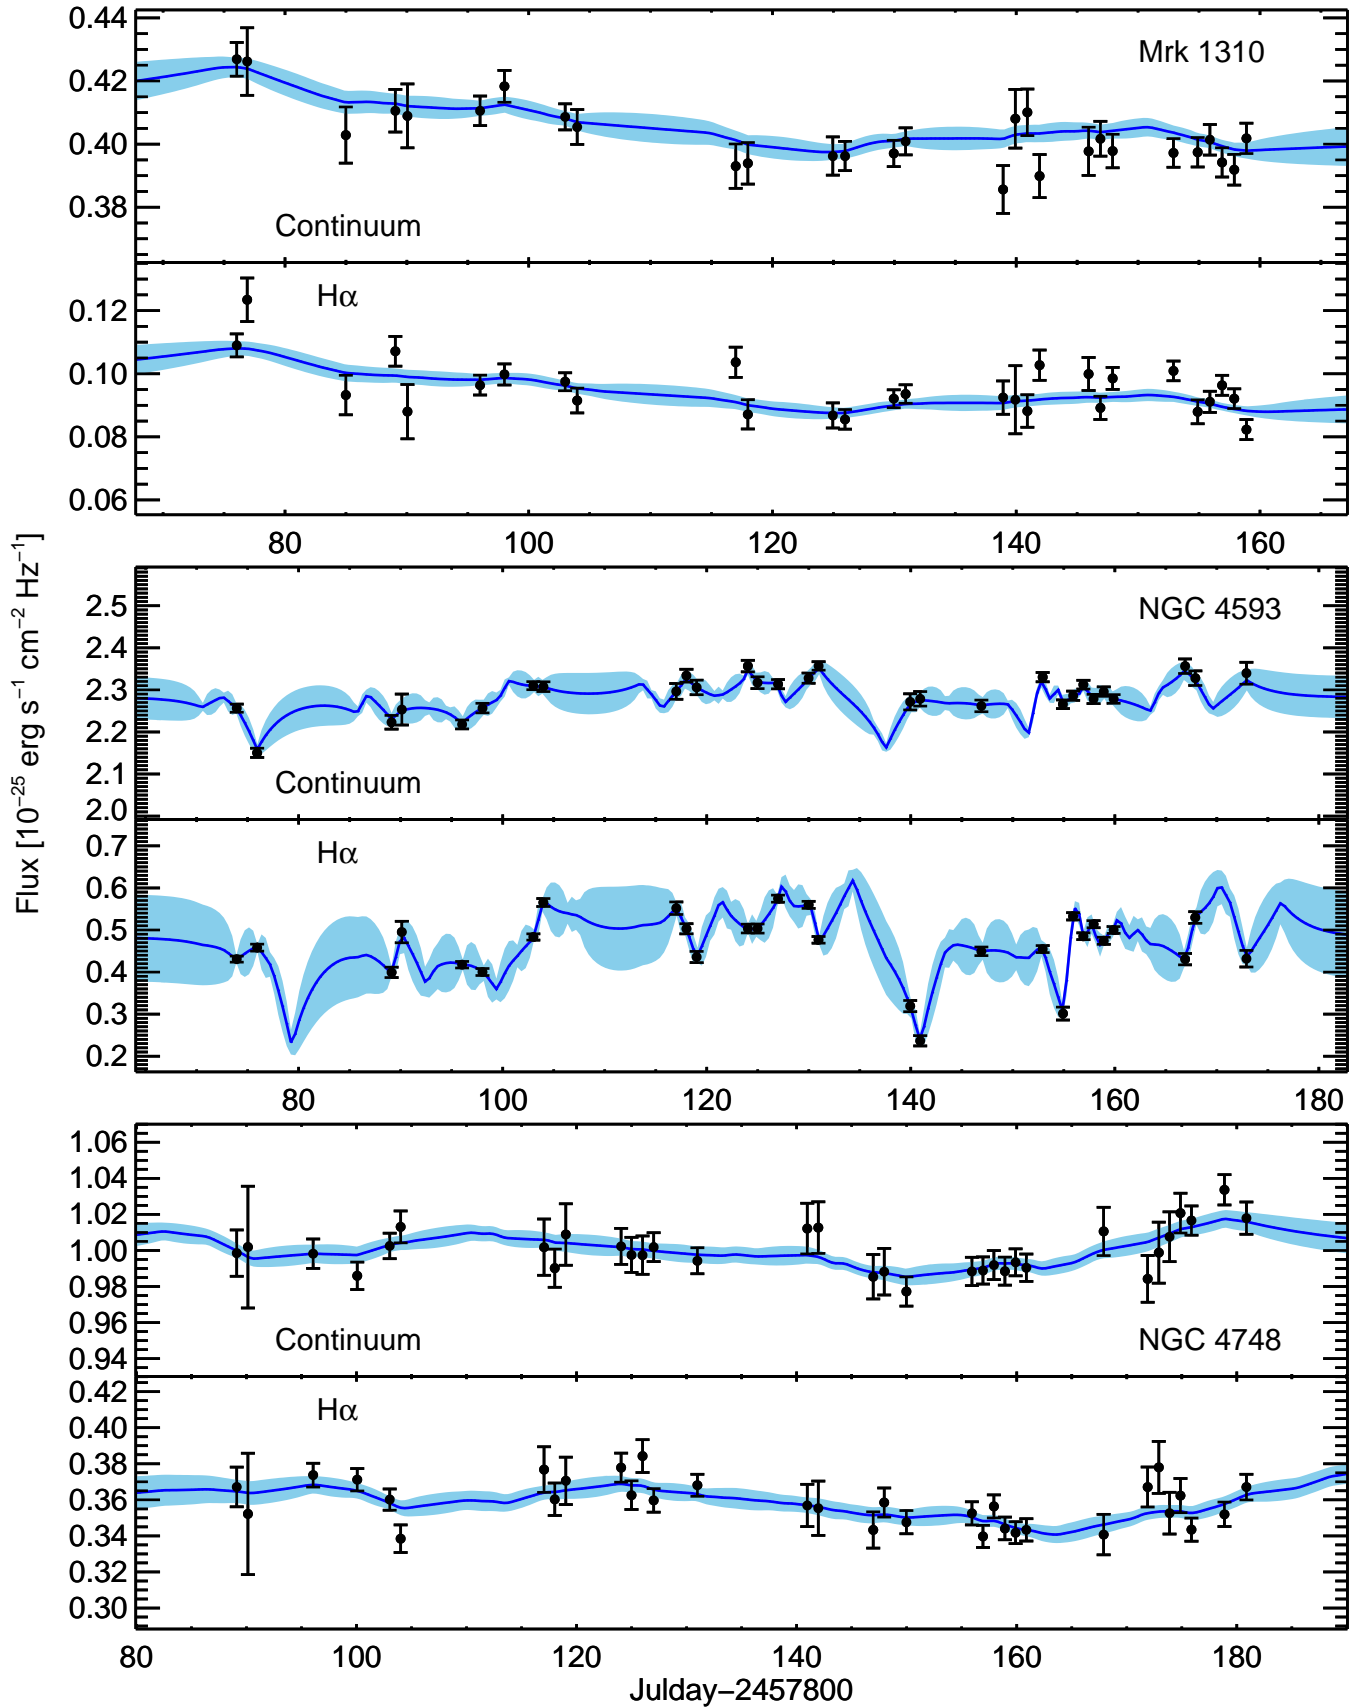 0.44
Mrk 1310
0.42
0.40
0.38
Continuum
Hα
0.12
0.10
0.08
0.06
80 100 120 140 160
Flux [10⁻²⁵ erg s⁻¹ cm⁻² Hz⁻¹]
2.5
NGC 4593
2.4
2.3
2.2
2.1
Continuum
2.0
0.7
Hα
0.6
0.5
0.4
0.3
0.2
80 100 120 140 160 180
1.06
1.04
1.02
1.00
0.98
0.96
0.94
Continuum
NGC 4748
0.42
Hα
0.40
0.38
0.36
0.34
0.32
0.30
80 100 120 140 160 180
Julday−2457800